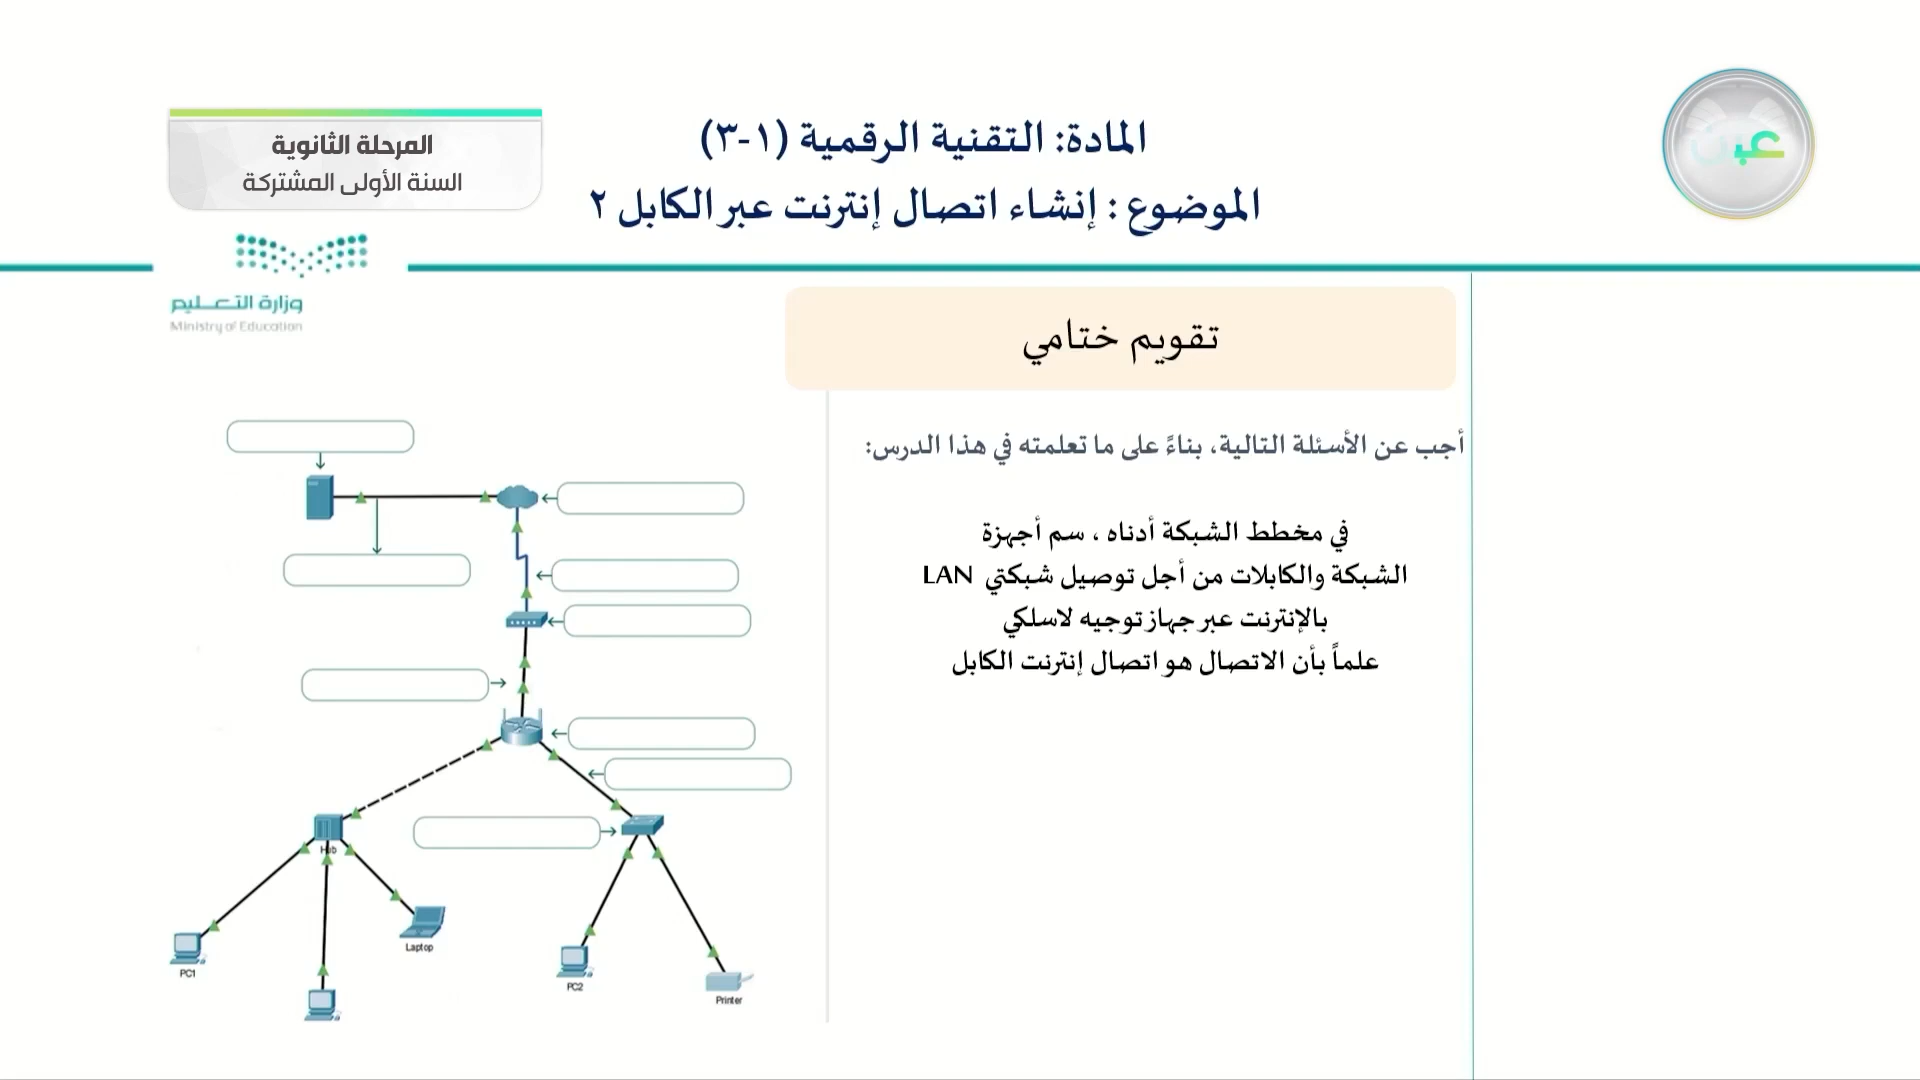 المرحلة الثانوية
السنة الأولى المشتركة
المادة: التقنية الرقمية (١-٣)
الموضوع : إنشاء اتصال إنترنت عبر الكابل ٢
عين
وزارة التعليم
Ministry of Education
تقويم ختامي
أجب عن الأسئلة التالية، بناءً على ما تعلمته في هذا الدرس:
في مخطط الشبكة أدناه ، سم أجهزة
الشبكة والكابلات من أجل توصيل شبكتي LAN
بالإنترنت عبر جهاز توجيه لاسلكي
علماً بأن الاتصال هو اتصال إنترنت الكابل
Hub
Laptop
PC1
PC2
Printer